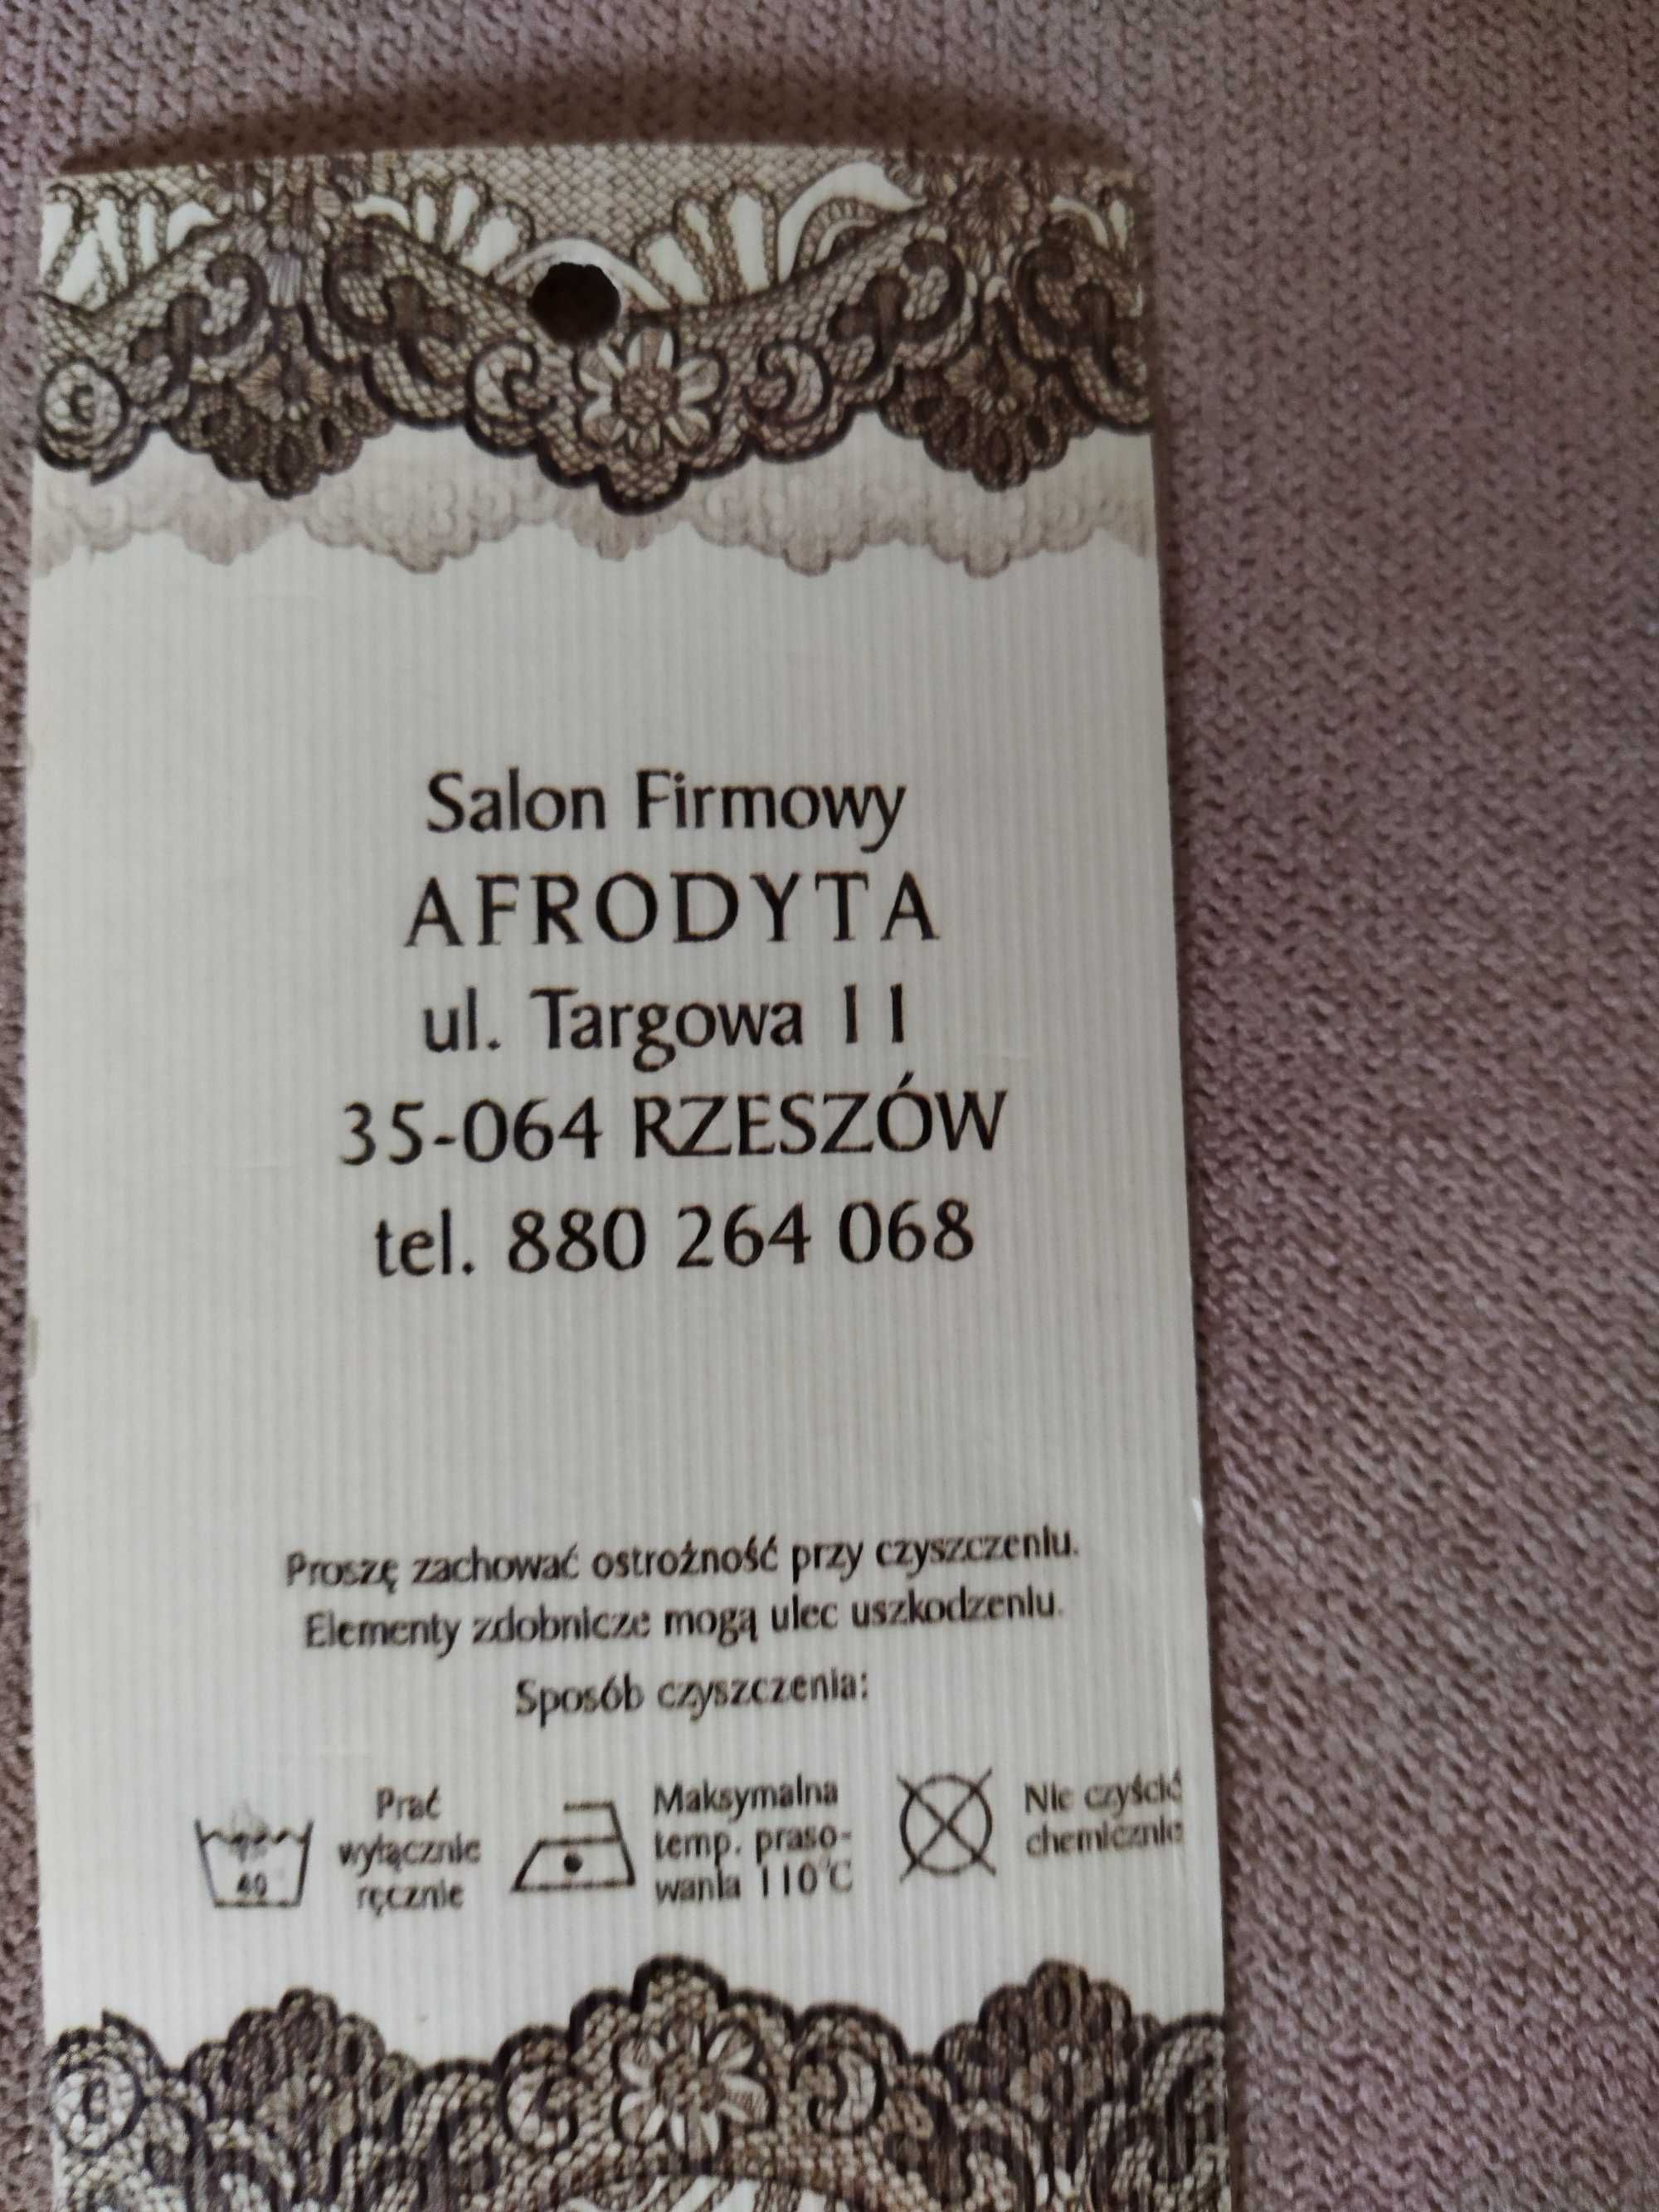 Salon Firmowy
AFRODYTA
ul. Targowa 11
35-064 RZESZÓW
tel. 880 264 068
Proszę zachować ostrożność przy czyszczeniu.
Elementy zdobnicze mogą ulec uszkodzeniu.
Sposób czyszczenia:
40
Prać
wyłącznie
ręcznie
Maksymalna
temp. praso-
wania 110°C
Nie czyścić
chemicznie